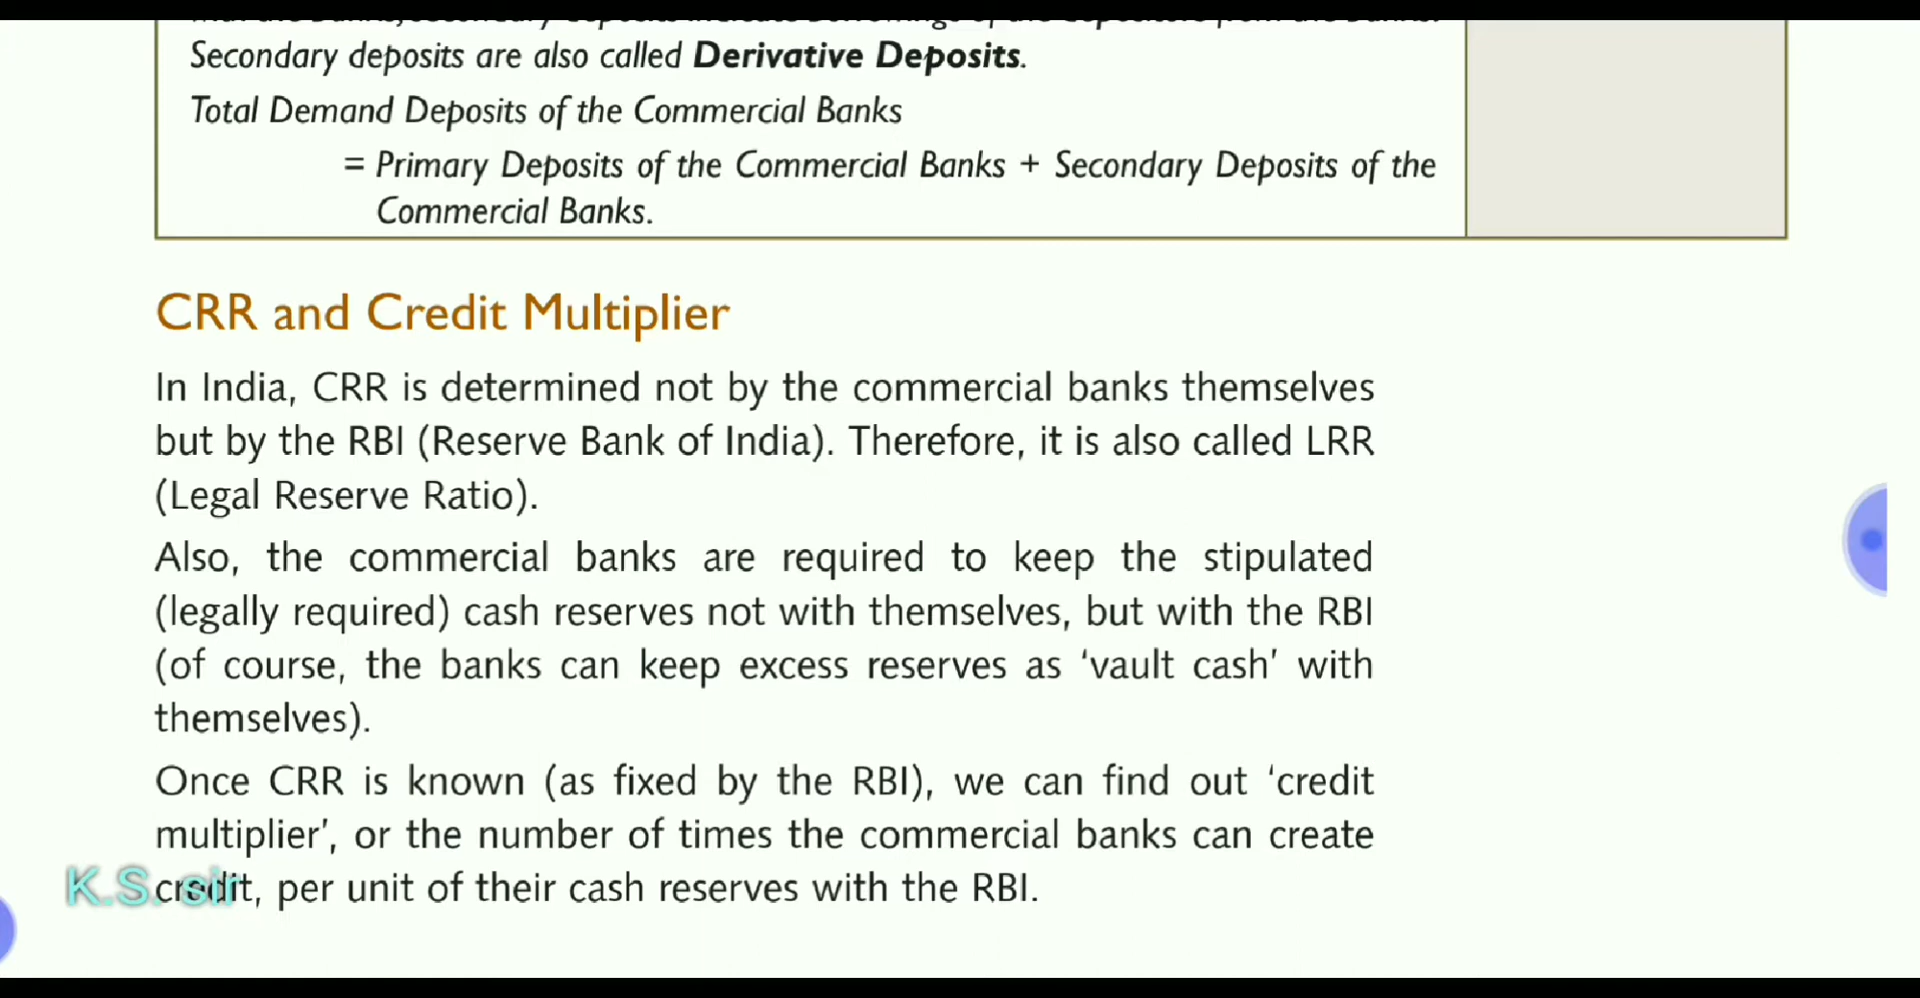 Secondary deposits are also called Derivative Deposits.
Total Demand Deposits of the Commercial Banks
= Primary Deposits of the Commercial Banks + Secondary Deposits of the
Commercial Banks.
CRR and Credit Multiplier
In India, CRR is determined not by the commercial banks themselves
but by the RBI (Reserve Bank of India). Therefore, it is also called LRR
(Legal Reserve Ratio).
Also, the commercial banks are required to keep the stipulated
(legally required) cash reserves not with themselves, but with the RBI
(of course, the banks can keep excess reserves as ‘vault cash’ with
themselves).
Once CRR is known (as fixed by the RBI), we can find out ‘credit
multiplier’, or the number of times the commercial banks can create
credit, per unit of their cash reserves with the RBI.
K.S. sir